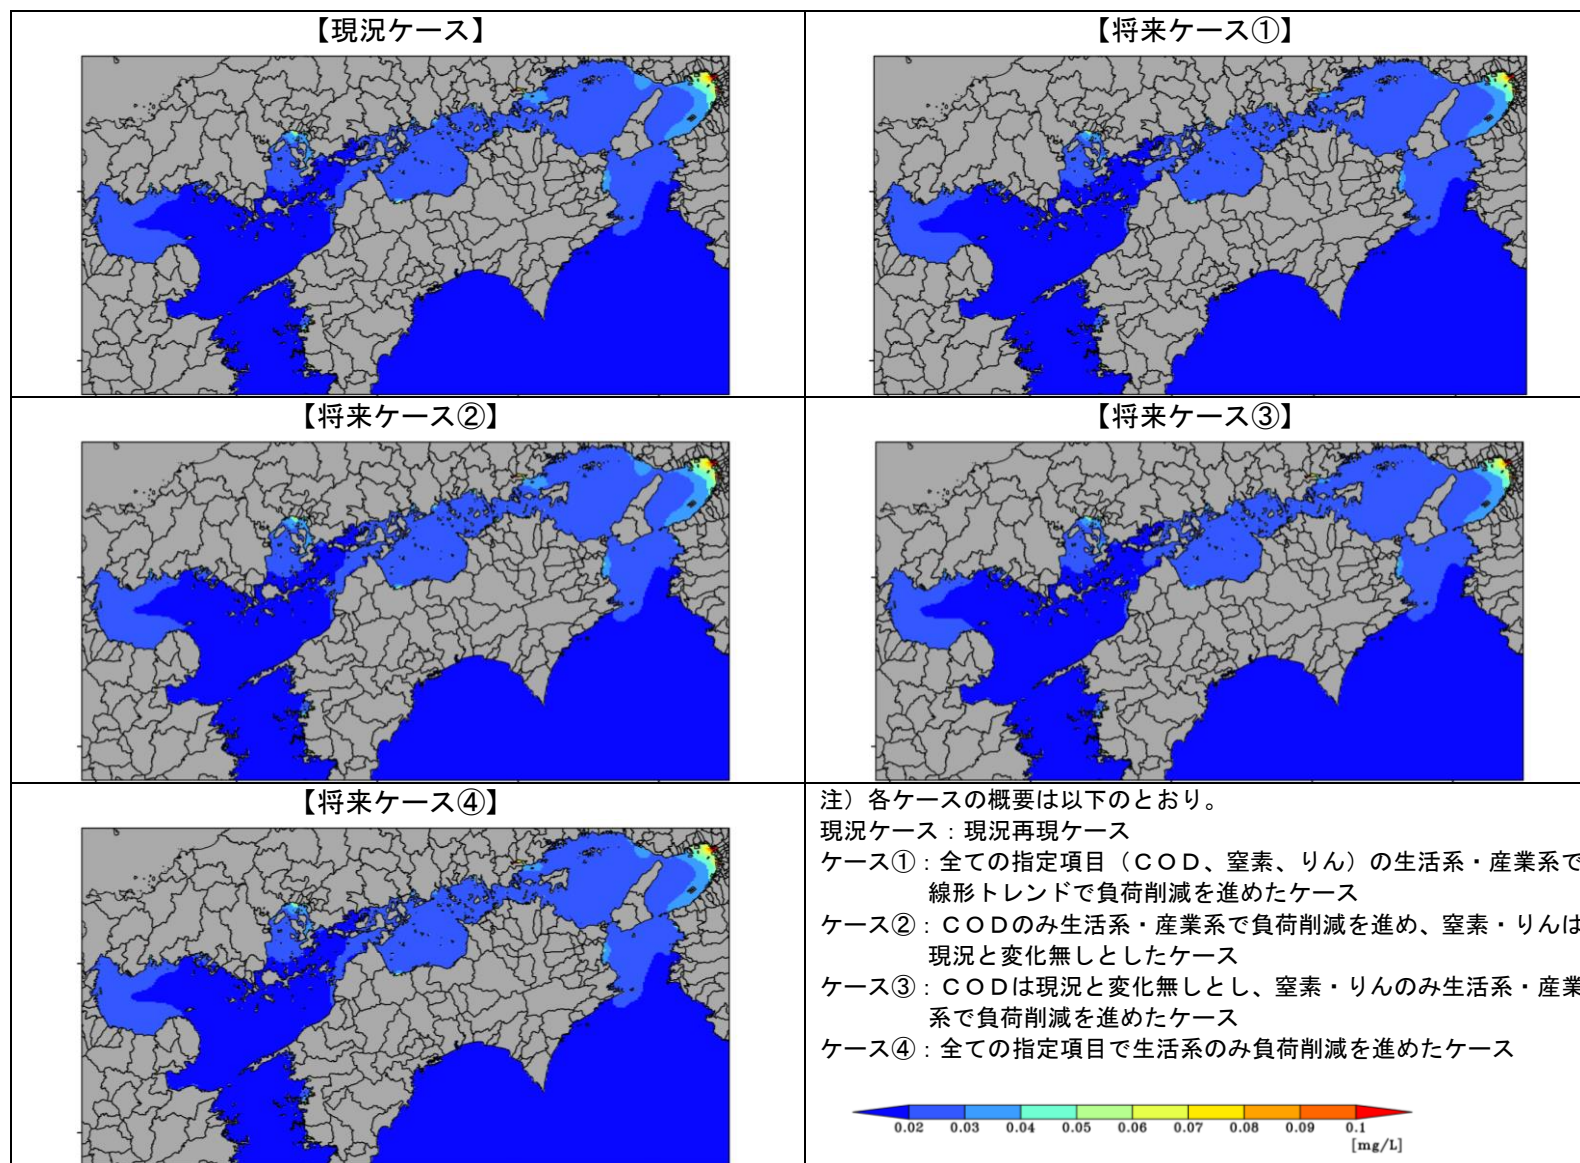 【現況ケース】
【将来ケース①】
【将来ケース②】
【将来ケース③】
【将来ケース④】
注）各ケースの概要は以下のとおり。
現況ケース：現況再現ケース
ケース①：全ての指定項目（ＣＯＤ、窒素、りん）の生活系・産業系で
線形トレンドで負荷削減を進めたケース
ケース②：ＣＯＤのみ生活系・産業系で負荷削減を進め、窒素・りんは
現況と変化無しとしたケース
ケース③：ＣＯＤは現況と変化無しとし、窒素・りんのみ生活系・産業
系で負荷削減を進めたケース
ケース④：全ての指定項目で生活系のみ負荷削減を進めたケース
0.02 0.03 0.04 0.05 0.06 0.07 0.08 0.09 0.1
[mg/L]